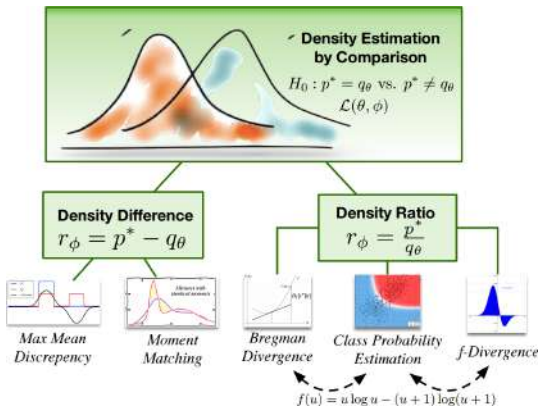 Density Estimation
by Comparison
H₀ : p* = q_θ vs. p* ≠ q_θ
ℒ(θ, φ)
Density Difference
r_φ = p* − q_θ
Density Ratio
r_φ = p*/q_θ
Max Mean
Discrepency
Moment
Matching
Bregman
Divergence
Class Probability
Estimation
f-Divergence
f(u) = u log u − (u + 1) log(u + 1)